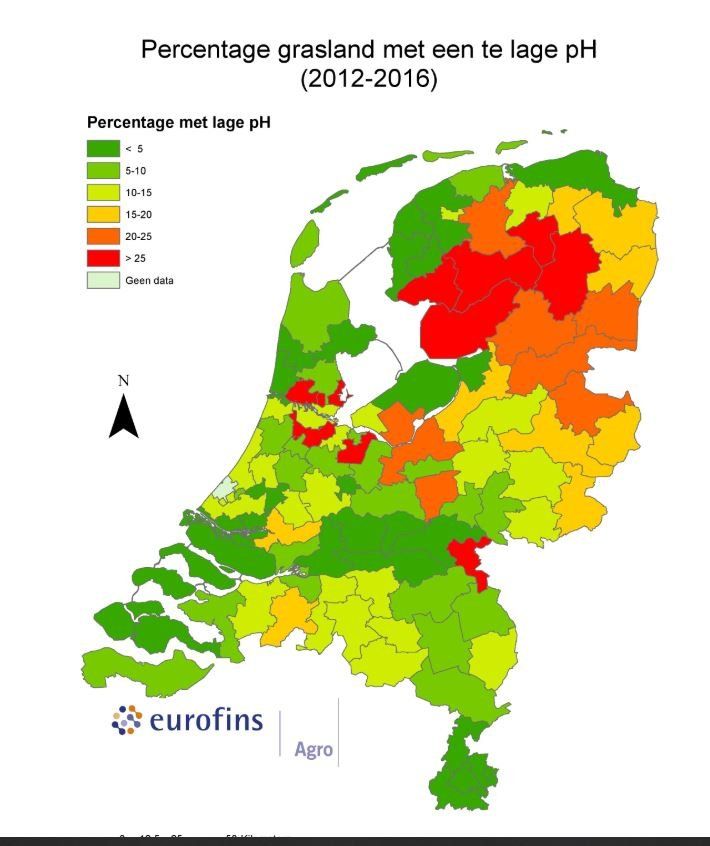 Percentage grasland met een te lage pH
(2012-2016)
Percentage met lage pH
< 5
5-10
10-15
15-20
20-25
> 25
Geen data
N
eurofins
Agro